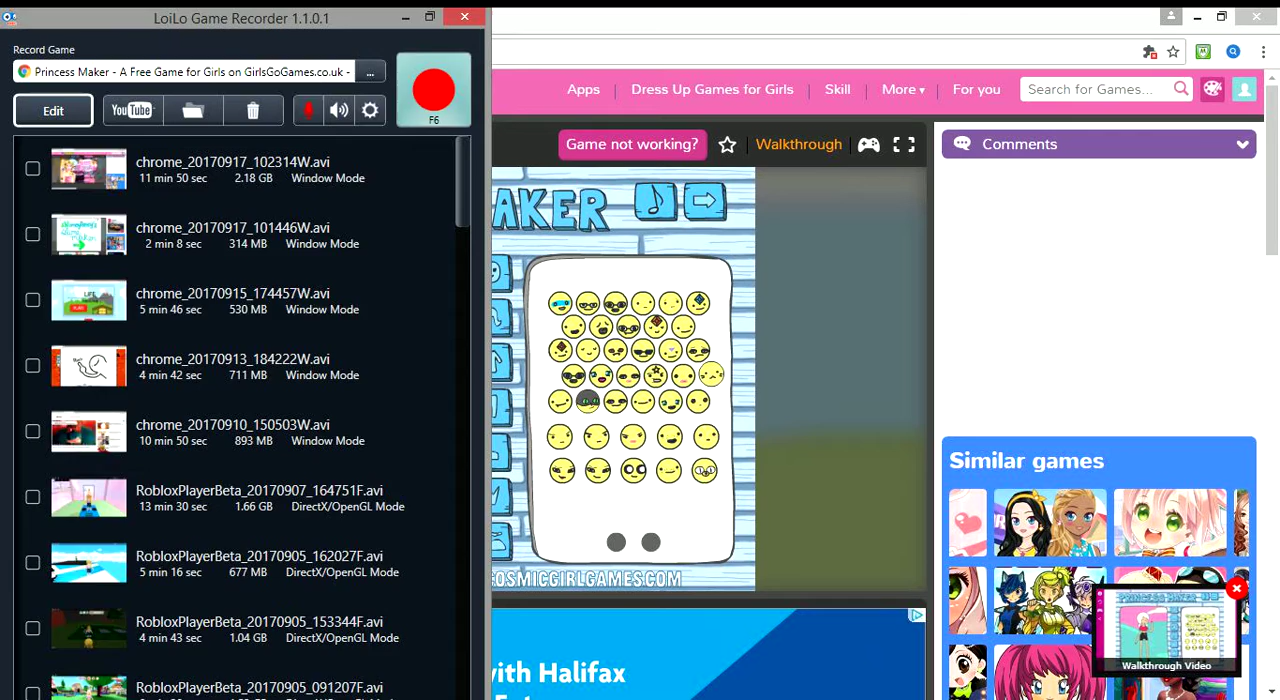 LoiLo Game Recorder 1.1.0.1
Record Game
Princess Maker - A Free Game for Girls on GirlsGoGames.co.uk -
...
Edit
YouTube
F6
chrome_20170917_102314W.avi
11 min 50 sec 2.18 GB Window Mode
chrome_20170917_101446W.avi
2 min 8 sec 314 MB Window Mode
chrome_20170915_174457W.avi
5 min 46 sec 530 MB Window Mode
chrome_20170913_184222W.avi
4 min 42 sec 711 MB Window Mode
chrome_20170910_150503W.avi
10 min 50 sec 893 MB Window Mode
RobloxPlayerBeta_20170907_164751F.avi
13 min 30 sec 1.66 GB DirectX/OpenGL Mode
RobloxPlayerBeta_20170905_162027F.avi
5 min 16 sec 677 MB DirectX/OpenGL Mode
RobloxPlayerBeta_20170905_153344F.avi
4 min 43 sec 1.04 GB DirectX/OpenGL Mode
RobloxPlayerBeta_20170905_091207F.avi
Apps Dress Up Games for Girls Skill More For you
Search for Games...
Game not working? Walkthrough
Comments
AKER
COSMICGIRLGAMES.COM
Similar games
PRINCESS MAKER
Walkthrough Video
with Halifax